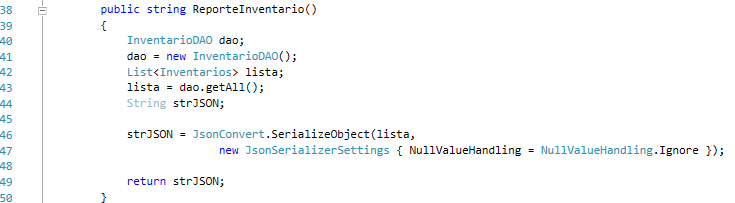 38 public string ReporteInventario()
39 {
40 InventarioDAO dao;
41 dao = new InventarioDAO();
42 List<Inventarios> lista;
43 lista = dao.getAll();
44 String strJSON;
45
46 strJSON = JsonConvert.SerializeObject(lista,
47 new JsonSerializerSettings { NullValueHandling = NullValueHandling.Ignore });
48
49 return strJSON;
50 }